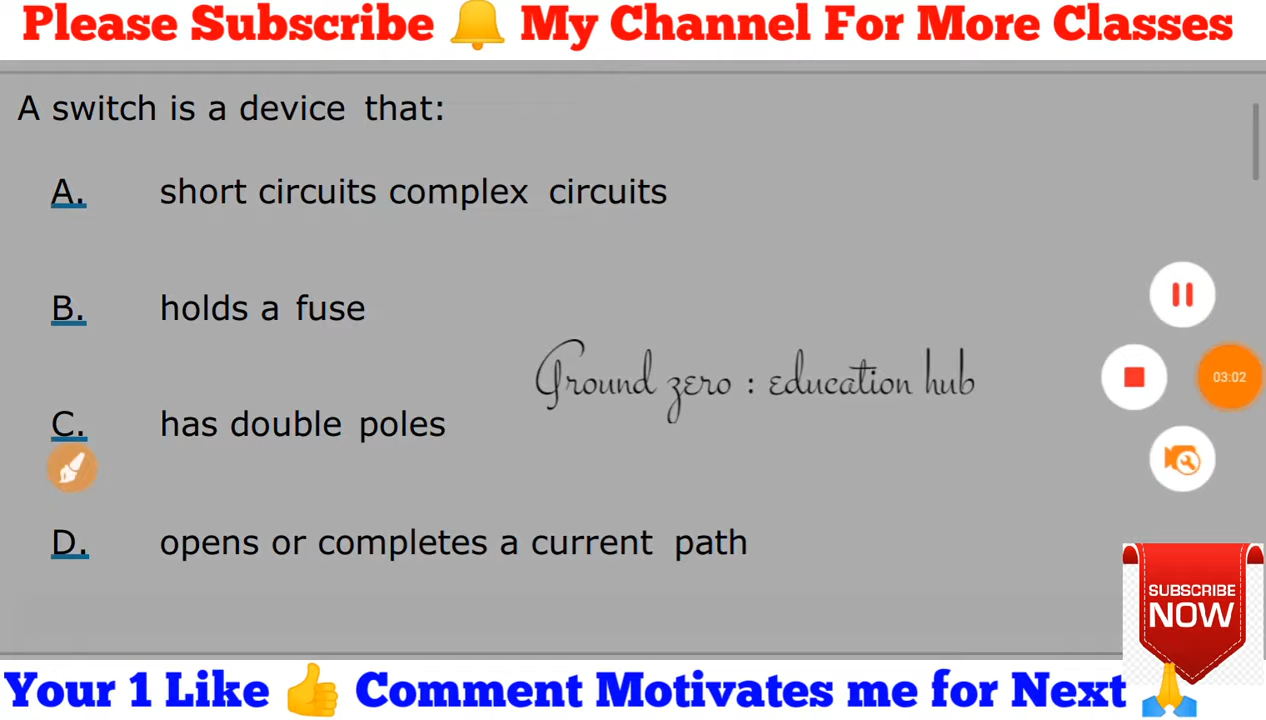 Please Subscribe 🔔 My Channel For More Classes
A switch is a device that:
A. short circuits complex circuits
B. holds a fuse
Ground zero : education hub
03:02
C. has double poles
D. opens or completes a current path
SUBSCRIBE
NOW
Your 1 Like 👍 Comment Motivates me for Next 🙏